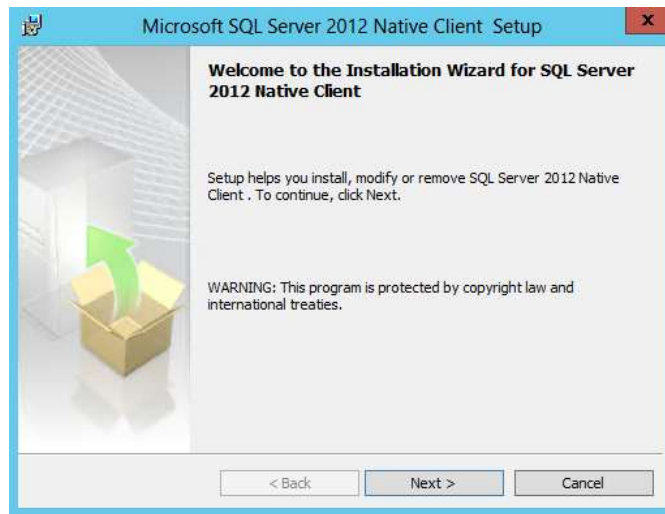 Microsoft SQL Server 2012 Native Client  Setup
x
Welcome to the Installation Wizard for SQL Server
2012 Native Client
Setup helps you install, modify or remove SQL Server 2012 Native
Client . To continue, click Next.
WARNING: This program is protected by copyright law and
international treaties.
< Back
Next >
Cancel